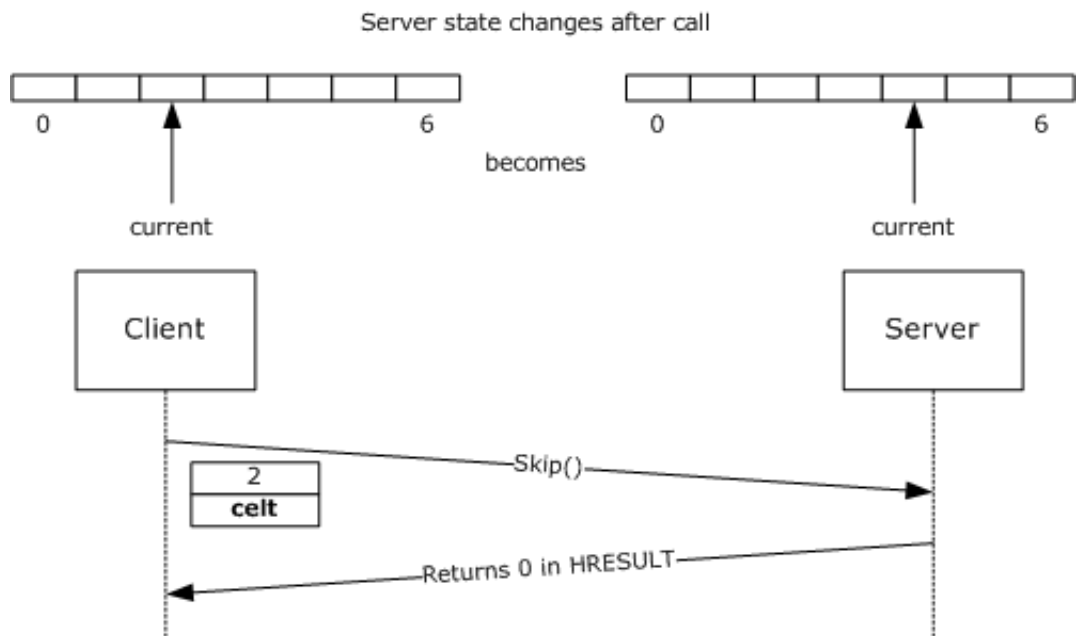 Server state changes after call
0 6 0 6
becomes
current current
Client Server
Skip()
2
celt
Returns 0 in HRESULT